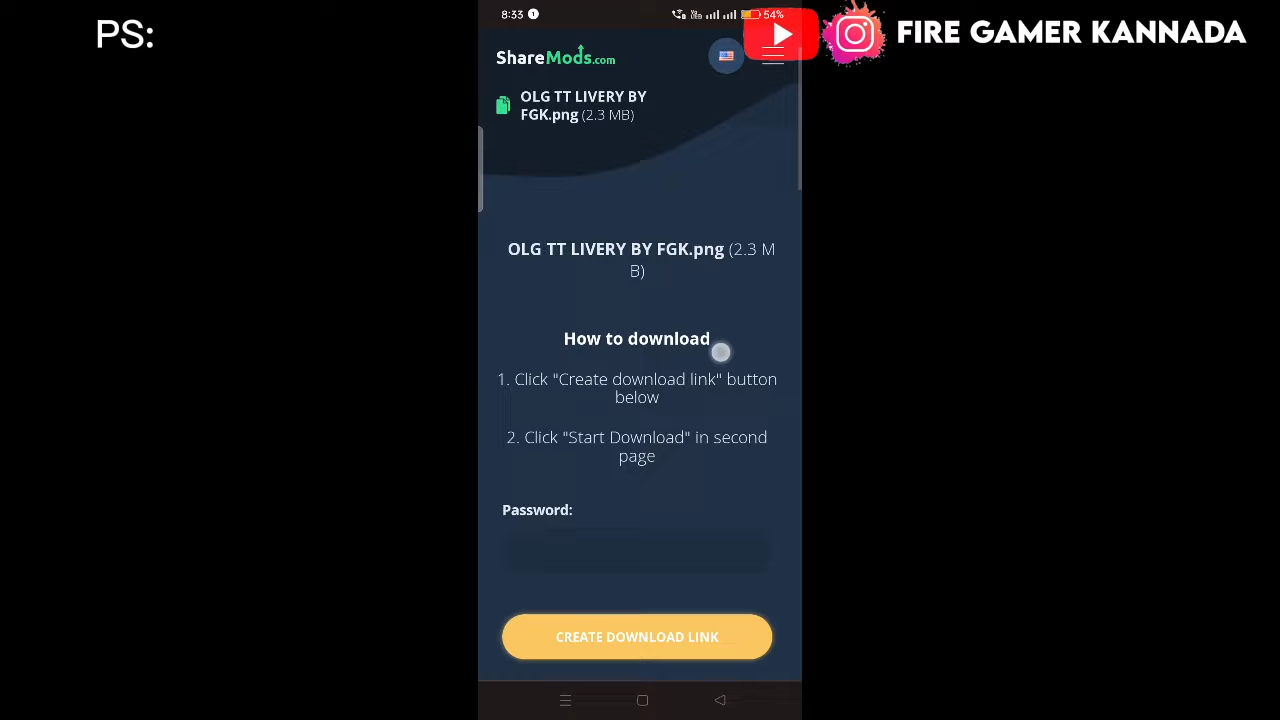 PS:
8:33 1
54%
FIRE GAMER KANNADA
ShareMods.com
OLG TT LIVERY BY
FGK.png (2.3 MB)
OLG TT LIVERY BY FGK.png (2.3 M
B)
How to download
1. Click "Create download link" button
below
2. Click "Start Download" in second
page
Password:
CREATE DOWNLOAD LINK